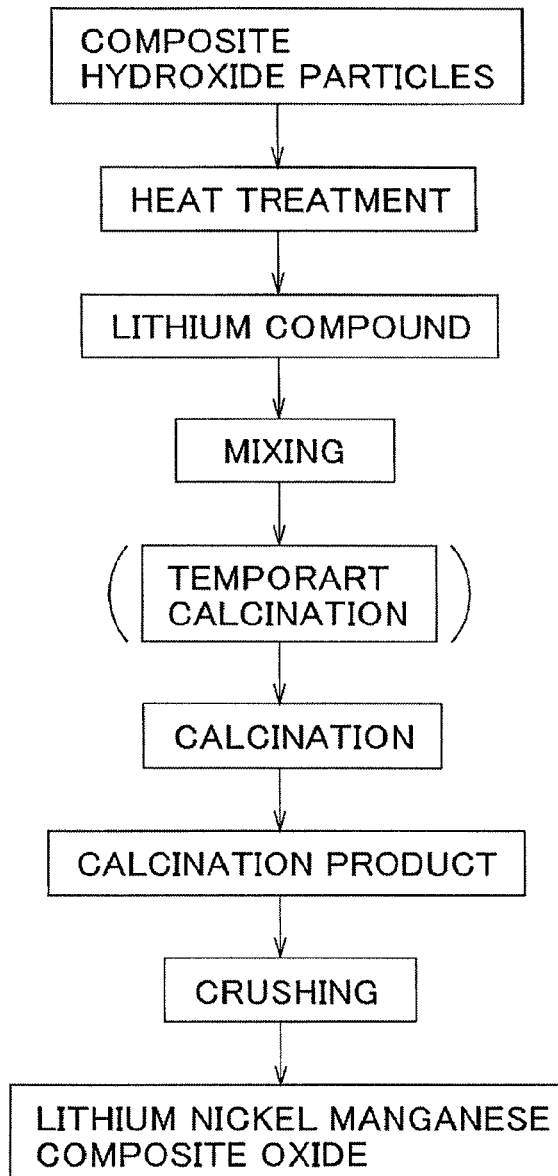 COMPOSITE
HYDROXIDE PARTICLES
HEAT TREATMENT
LITHIUM COMPOUND
MIXING
TEMPORART
CALCINATION
CALCINATION
CALCINATION PRODUCT
CRUSHING
LITHIUM NICKEL MANGANESE
COMPOSITE OXIDE